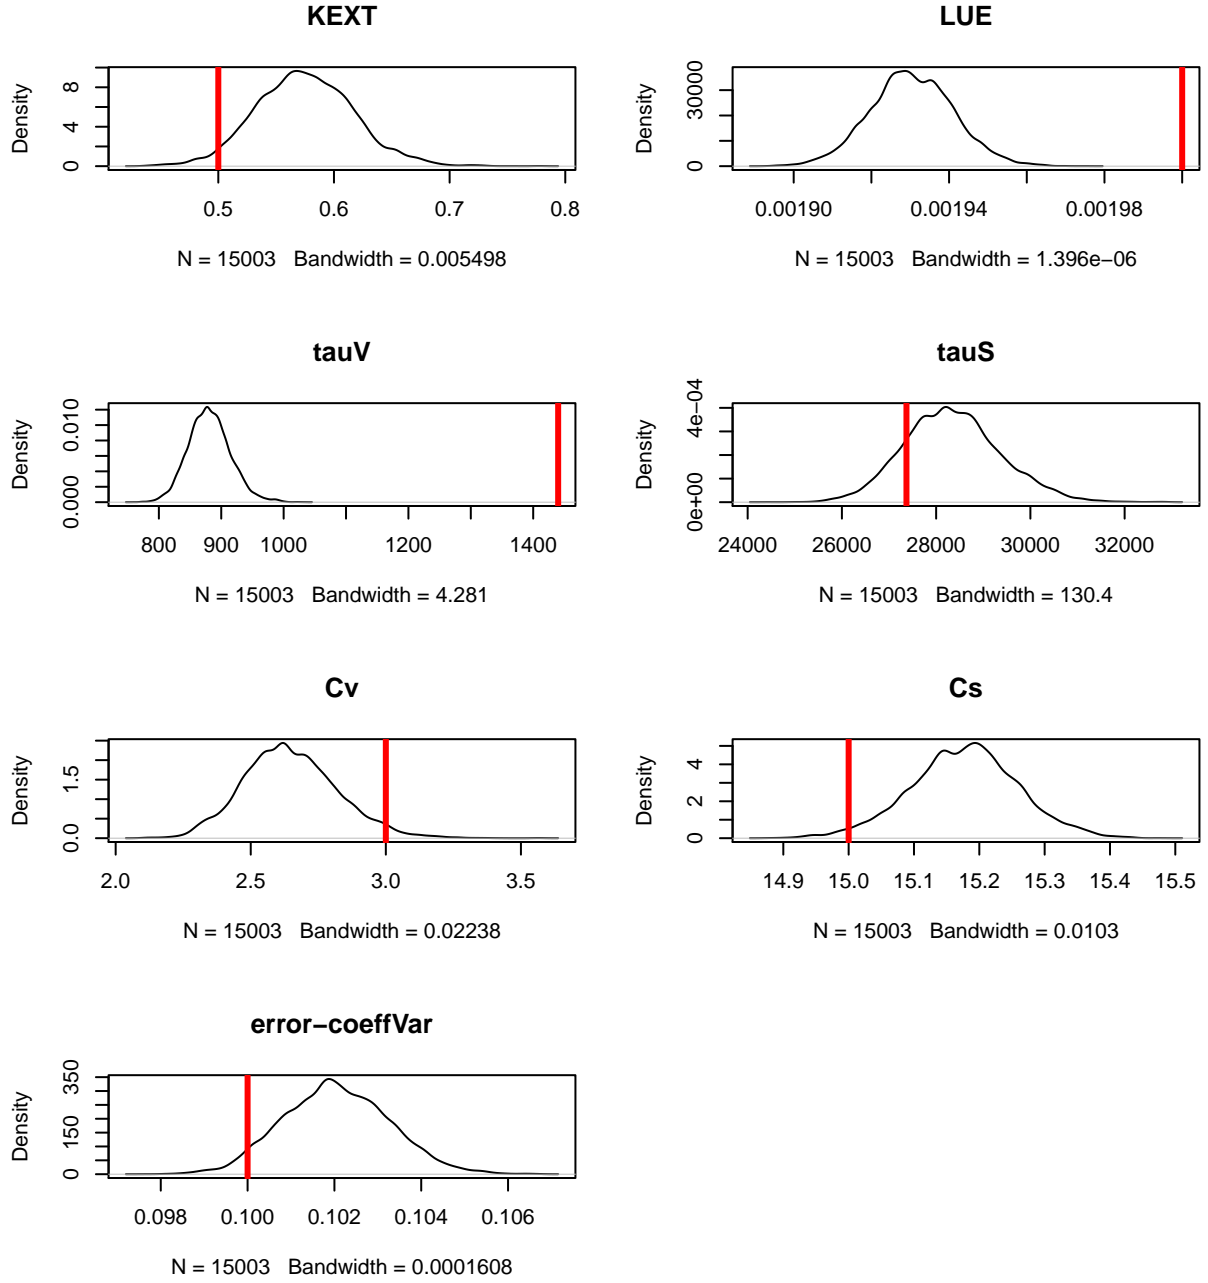 KEXT
Density
0 4 8
0.5 0.6 0.7 0.8
N = 15003 Bandwidth = 0.005498
LUE
Density
0 30000
0.00190 0.00194 0.00198
N = 15003 Bandwidth = 1.396e−06
tauV
Density
0.000 0.010
800 900 1000 1200 1400
N = 15003 Bandwidth = 4.281
tauS
Density
0e+00 4e−04
24000 26000 28000 30000 32000
N = 15003 Bandwidth = 130.4
Cv
Density
0.0 1.5
2.0 2.5 3.0 3.5
N = 15003 Bandwidth = 0.02238
Cs
Density
0 2 4
14.9 15.0 15.1 15.2 15.3 15.4 15.5
N = 15003 Bandwidth = 0.0103
error−coeffVar
Density
0 150 350
0.098 0.100 0.102 0.104 0.106
N = 15003 Bandwidth = 0.0001608